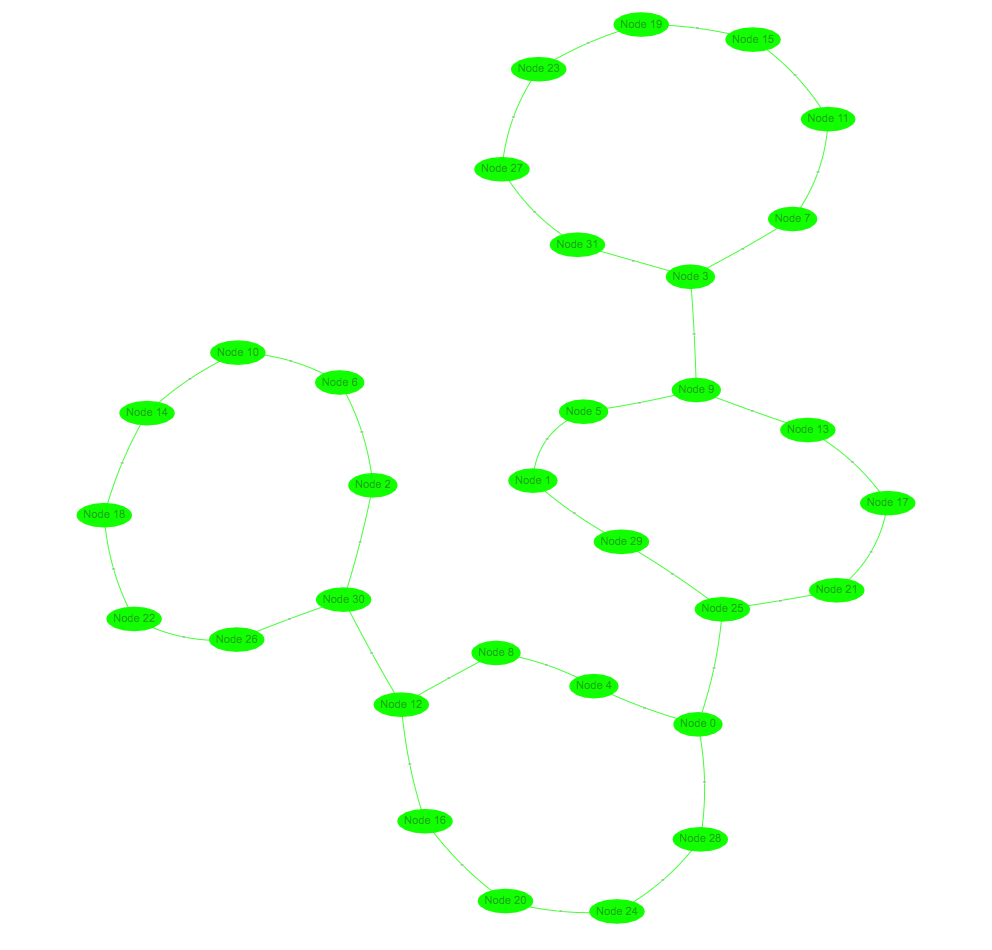 Node 19
Node 15
Node 23
Node 11
Node 27
Node 7
Node 31
Node 3
Node 10
Node 6
Node 9
Node 5
Node 14
Node 13
Node 1
Node 2
Node 17
Node 18
Node 29
Node 21
Node 30
Node 25
Node 22
Node 26
Node 8
Node 4
Node 12
Node 0
Node 16
Node 28
Node 20
Node 24